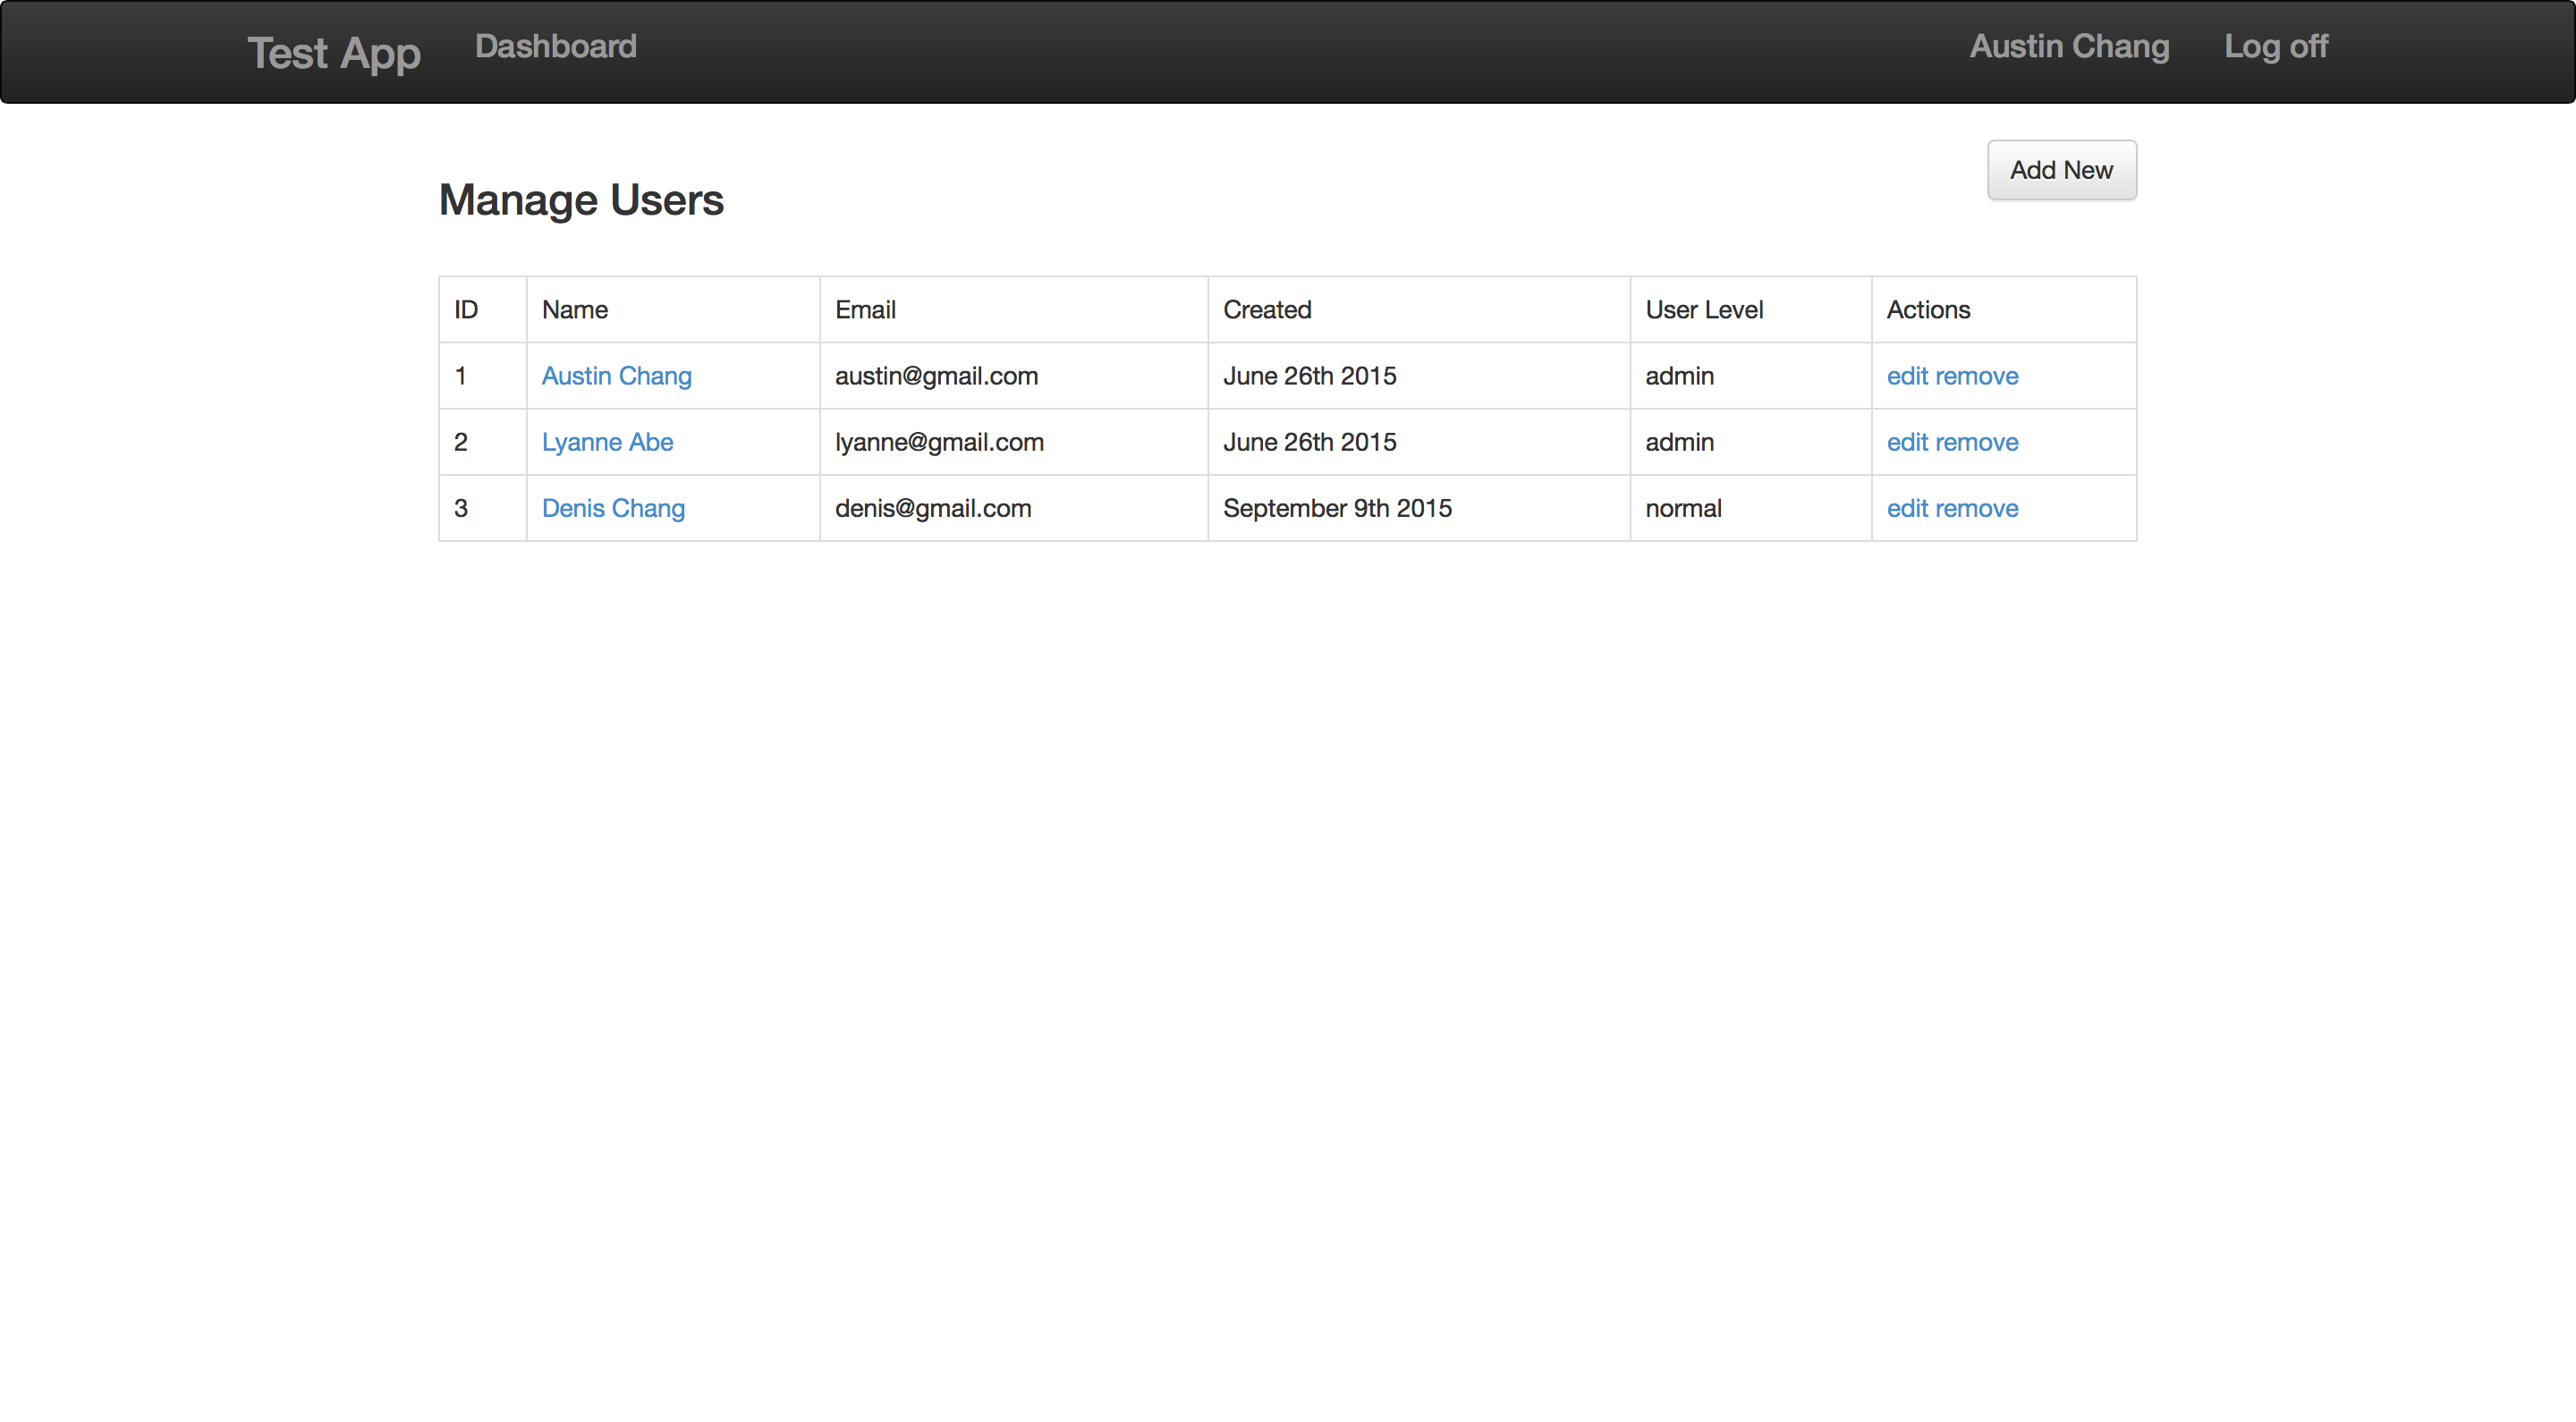 Test App Dashboard Austin Chang Log off
Add New
Manage Users
ID Name Email Created User Level Actions
1 Austin Chang austin@gmail.com June 26th 2015 admin edit remove
2 Lyanne Abe lyanne@gmail.com June 26th 2015 admin edit remove
3 Denis Chang denis@gmail.com September 9th 2015 normal edit remove